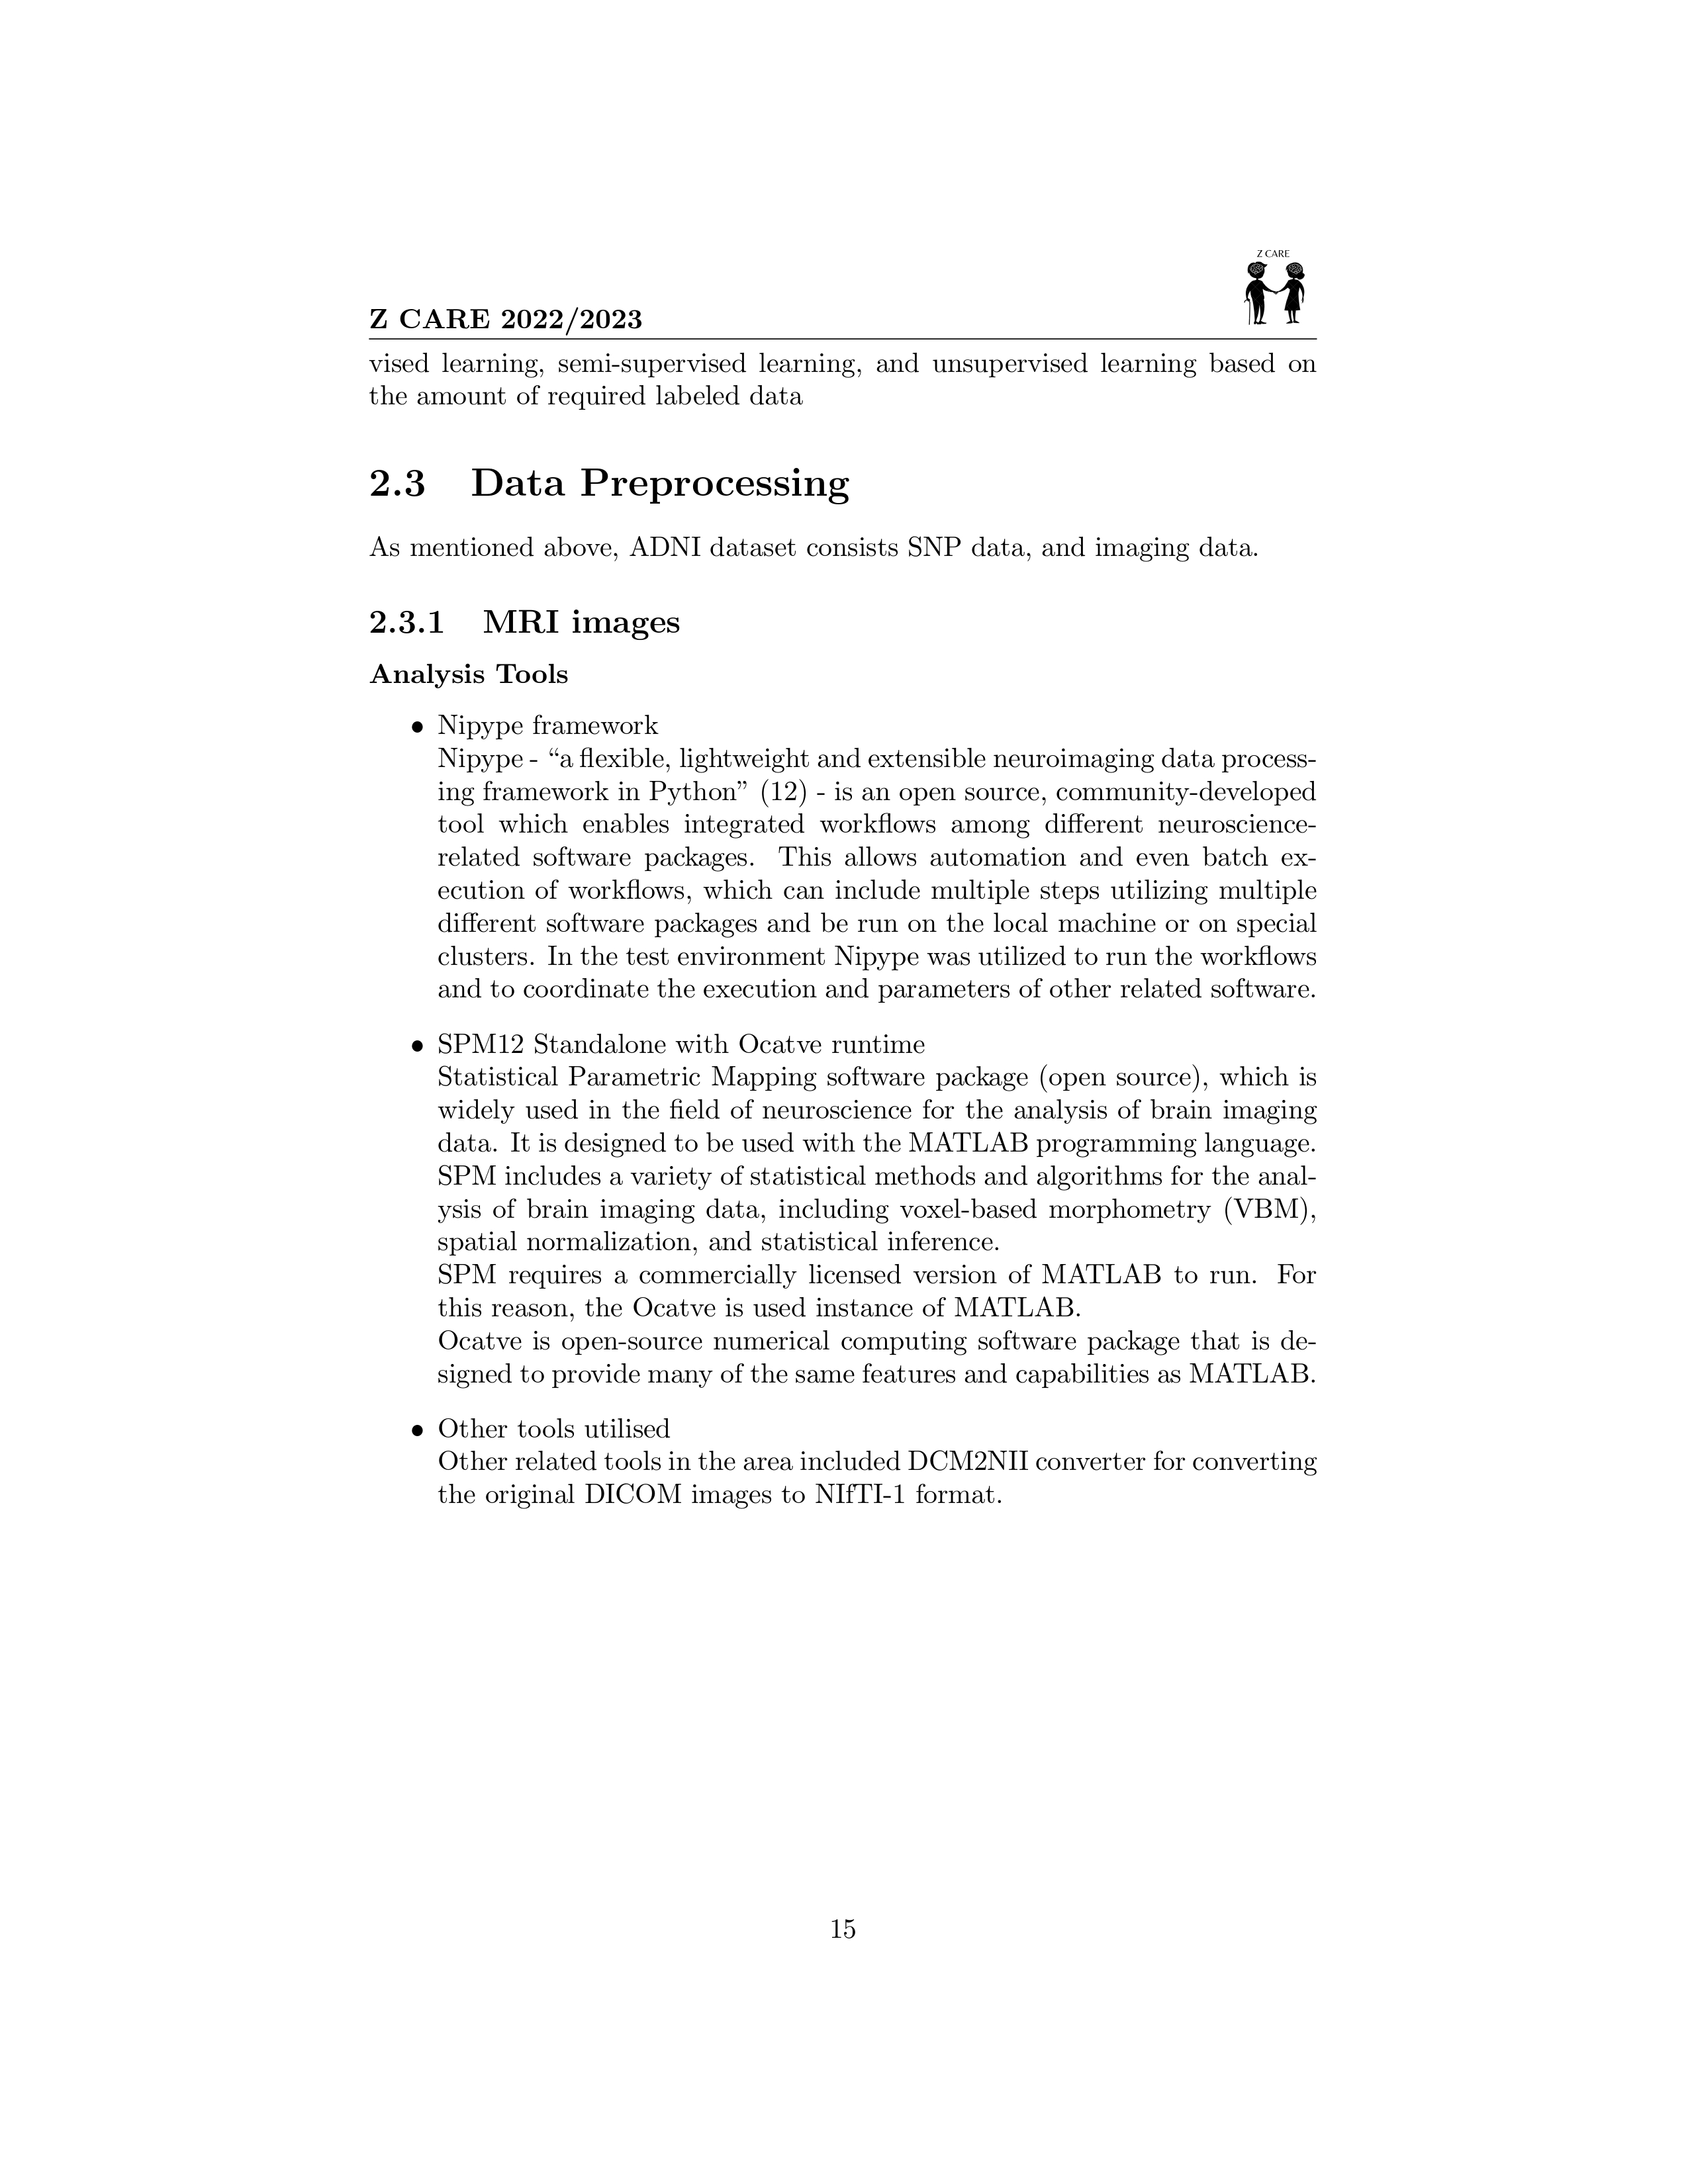 Z CARE
Z CARE 2022/2023
vised learning, semi-supervised learning, and unsupervised learning based on
the amount of required labeled data
2.3 Data Preprocessing
As mentioned above, ADNI dataset consists SNP data, and imaging data.
2.3.1 MRI images
Analysis Tools
• Nipype framework
Nipype - “a flexible, lightweight and extensible neuroimaging data process-
ing framework in Python” (12) - is an open source, community-developed
tool which enables integrated workflows among different neuroscience-
related software packages. This allows automation and even batch ex-
ecution of workflows, which can include multiple steps utilizing multiple
different software packages and be run on the local machine or on special
clusters. In the test environment Nipype was utilized to run the workflows
and to coordinate the execution and parameters of other related software.
• SPM12 Standalone with Ocatve runtime
Statistical Parametric Mapping software package (open source), which is
widely used in the field of neuroscience for the analysis of brain imaging
data. It is designed to be used with the MATLAB programming language.
SPM includes a variety of statistical methods and algorithms for the anal-
ysis of brain imaging data, including voxel-based morphometry (VBM),
spatial normalization, and statistical inference.
SPM requires a commercially licensed version of MATLAB to run. For
this reason, the Ocatve is used instance of MATLAB.
Ocatve is open-source numerical computing software package that is de-
signed to provide many of the same features and capabilities as MATLAB.
• Other tools utilised
Other related tools in the area included DCM2NII converter for converting
the original DICOM images to NIfTI-1 format.
15